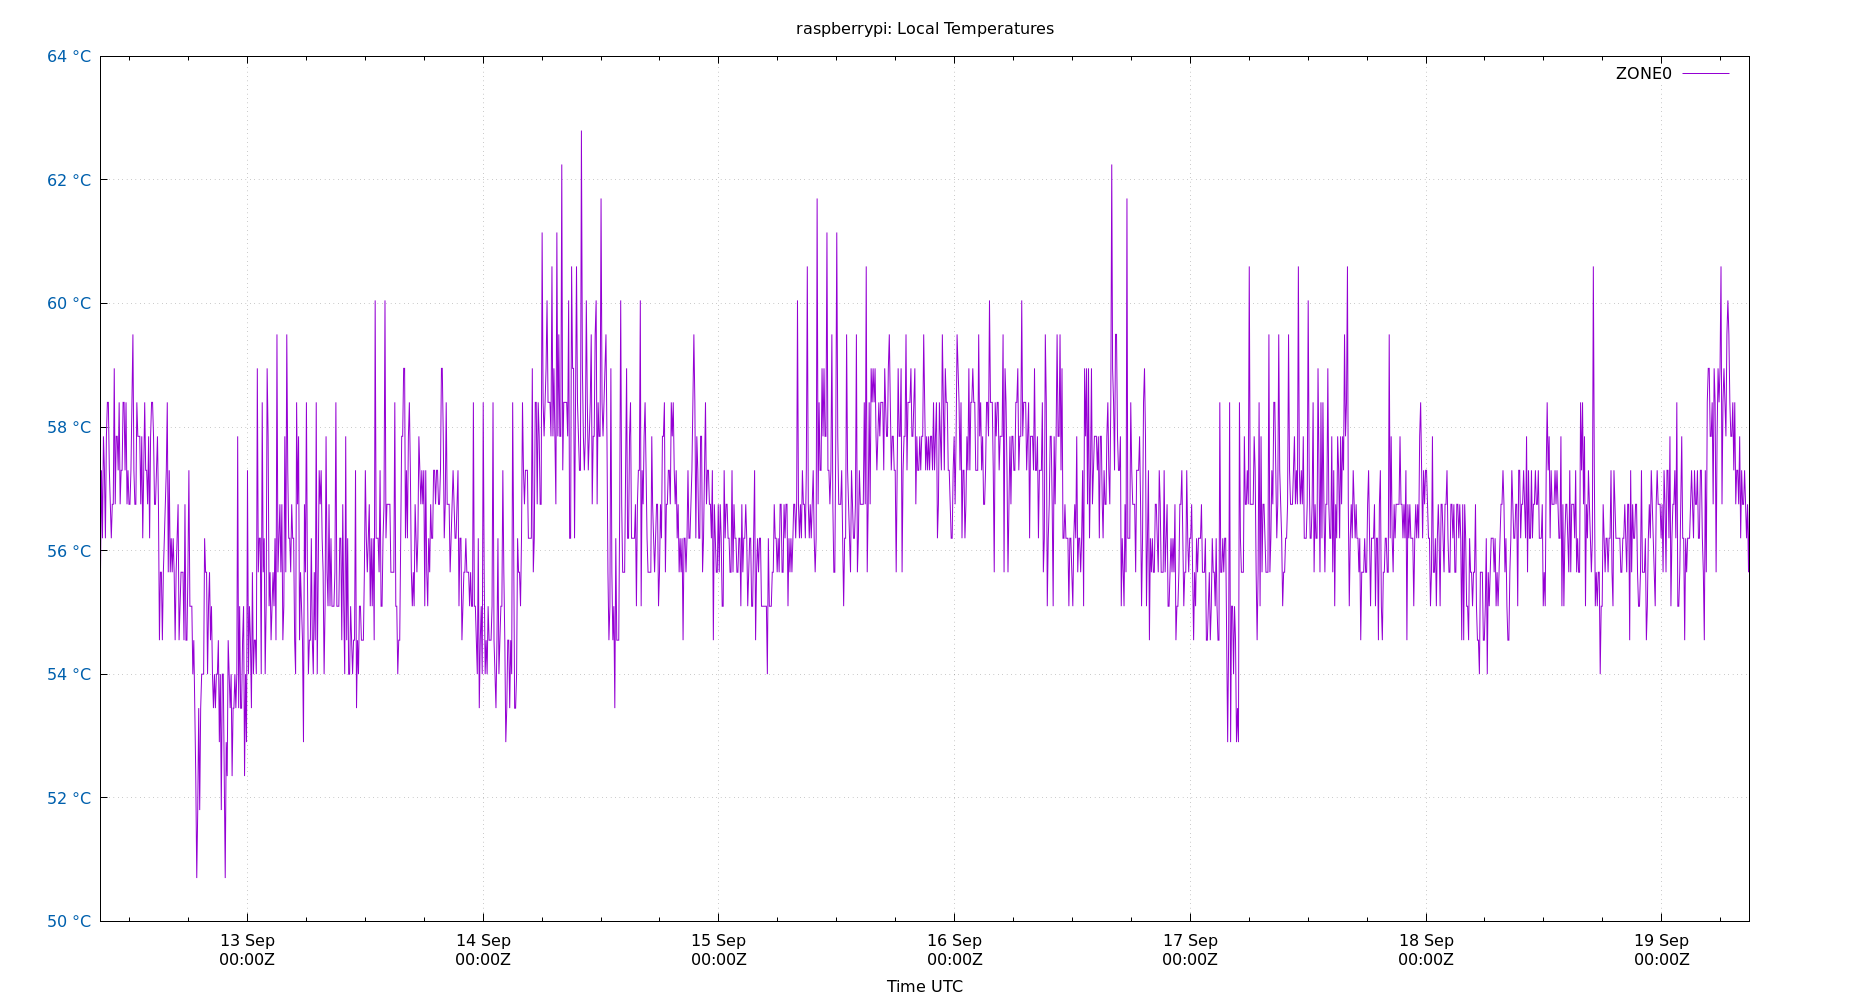 raspberrypi: Local Temperatures
64 °C
ZONE0
62 °C
60 °C
58 °C
56 °C
54 °C
52 °C
50 °C
13 Sep 14 Sep 15 Sep 16 Sep 17 Sep 18 Sep 19 Sep
00:00Z 00:00Z 00:00Z 00:00Z 00:00Z 00:00Z 00:00Z
Time UTC